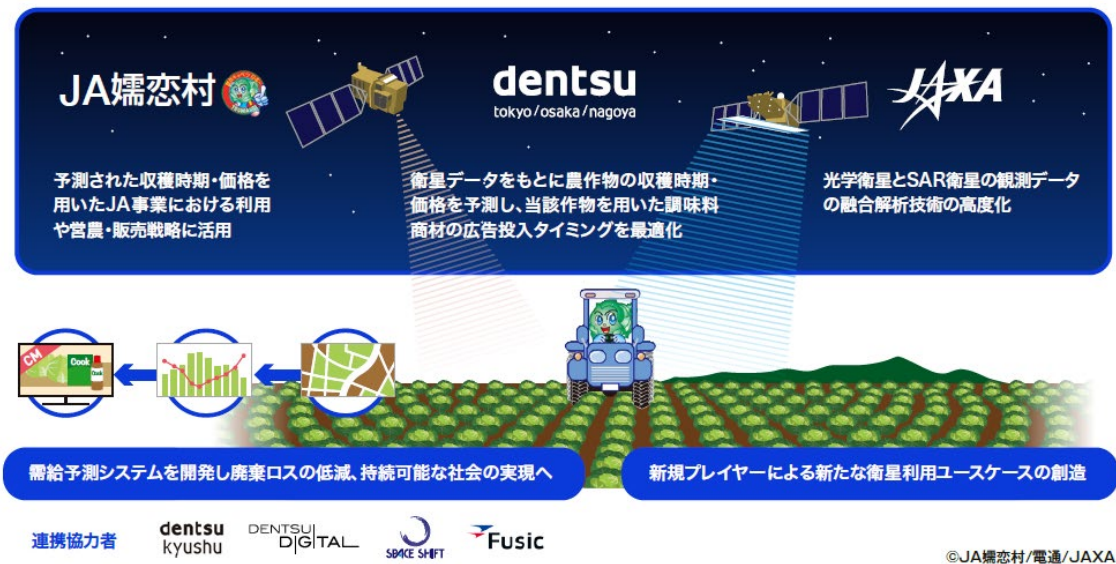 JA嬬恋村
dentsu
tokyo/osaka/nagoya
JAXA
予測された収穫時期・価格を
用いたJA事業における利用
や営農・販売戦略に活用
衛星データをもとに農作物の収穫時期・
価格を予測し、当該作物を用いた調味料
商材の広告投入タイミングを最適化
光学衛星とSAR衛星の観測データ
の融合解析技術の高度化
CM
Cook
Cook
需給予測システムを開発し廃棄ロスの低減、持続可能な社会の実現へ
新規プレイヤーによる新たな衛星利用ユースケースの創造
連携協力者
dentsu
kyushu
DENTSU
DIGITAL
SPACE SHIFT
Fusic
©JA嬬恋村/電通/JAXA